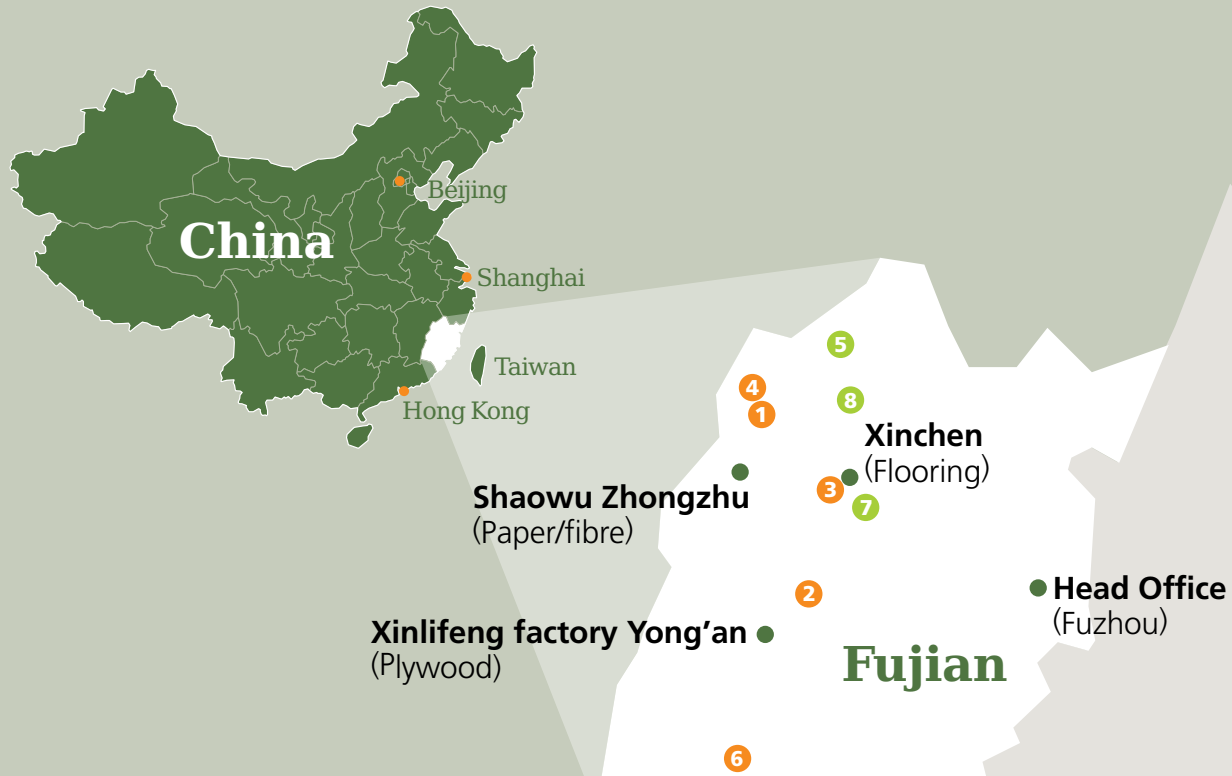 China
Beijing
Shanghai
Taiwan
Hong Kong
5
4
8
1
Xinchen
(Flooring)
Shaowu Zhongzhu
(Paper/fibre)
3
7
2
Head Office
(Fuzhou)
Xinlifeng factory Yong’an
(Plywood)
Fujian
6